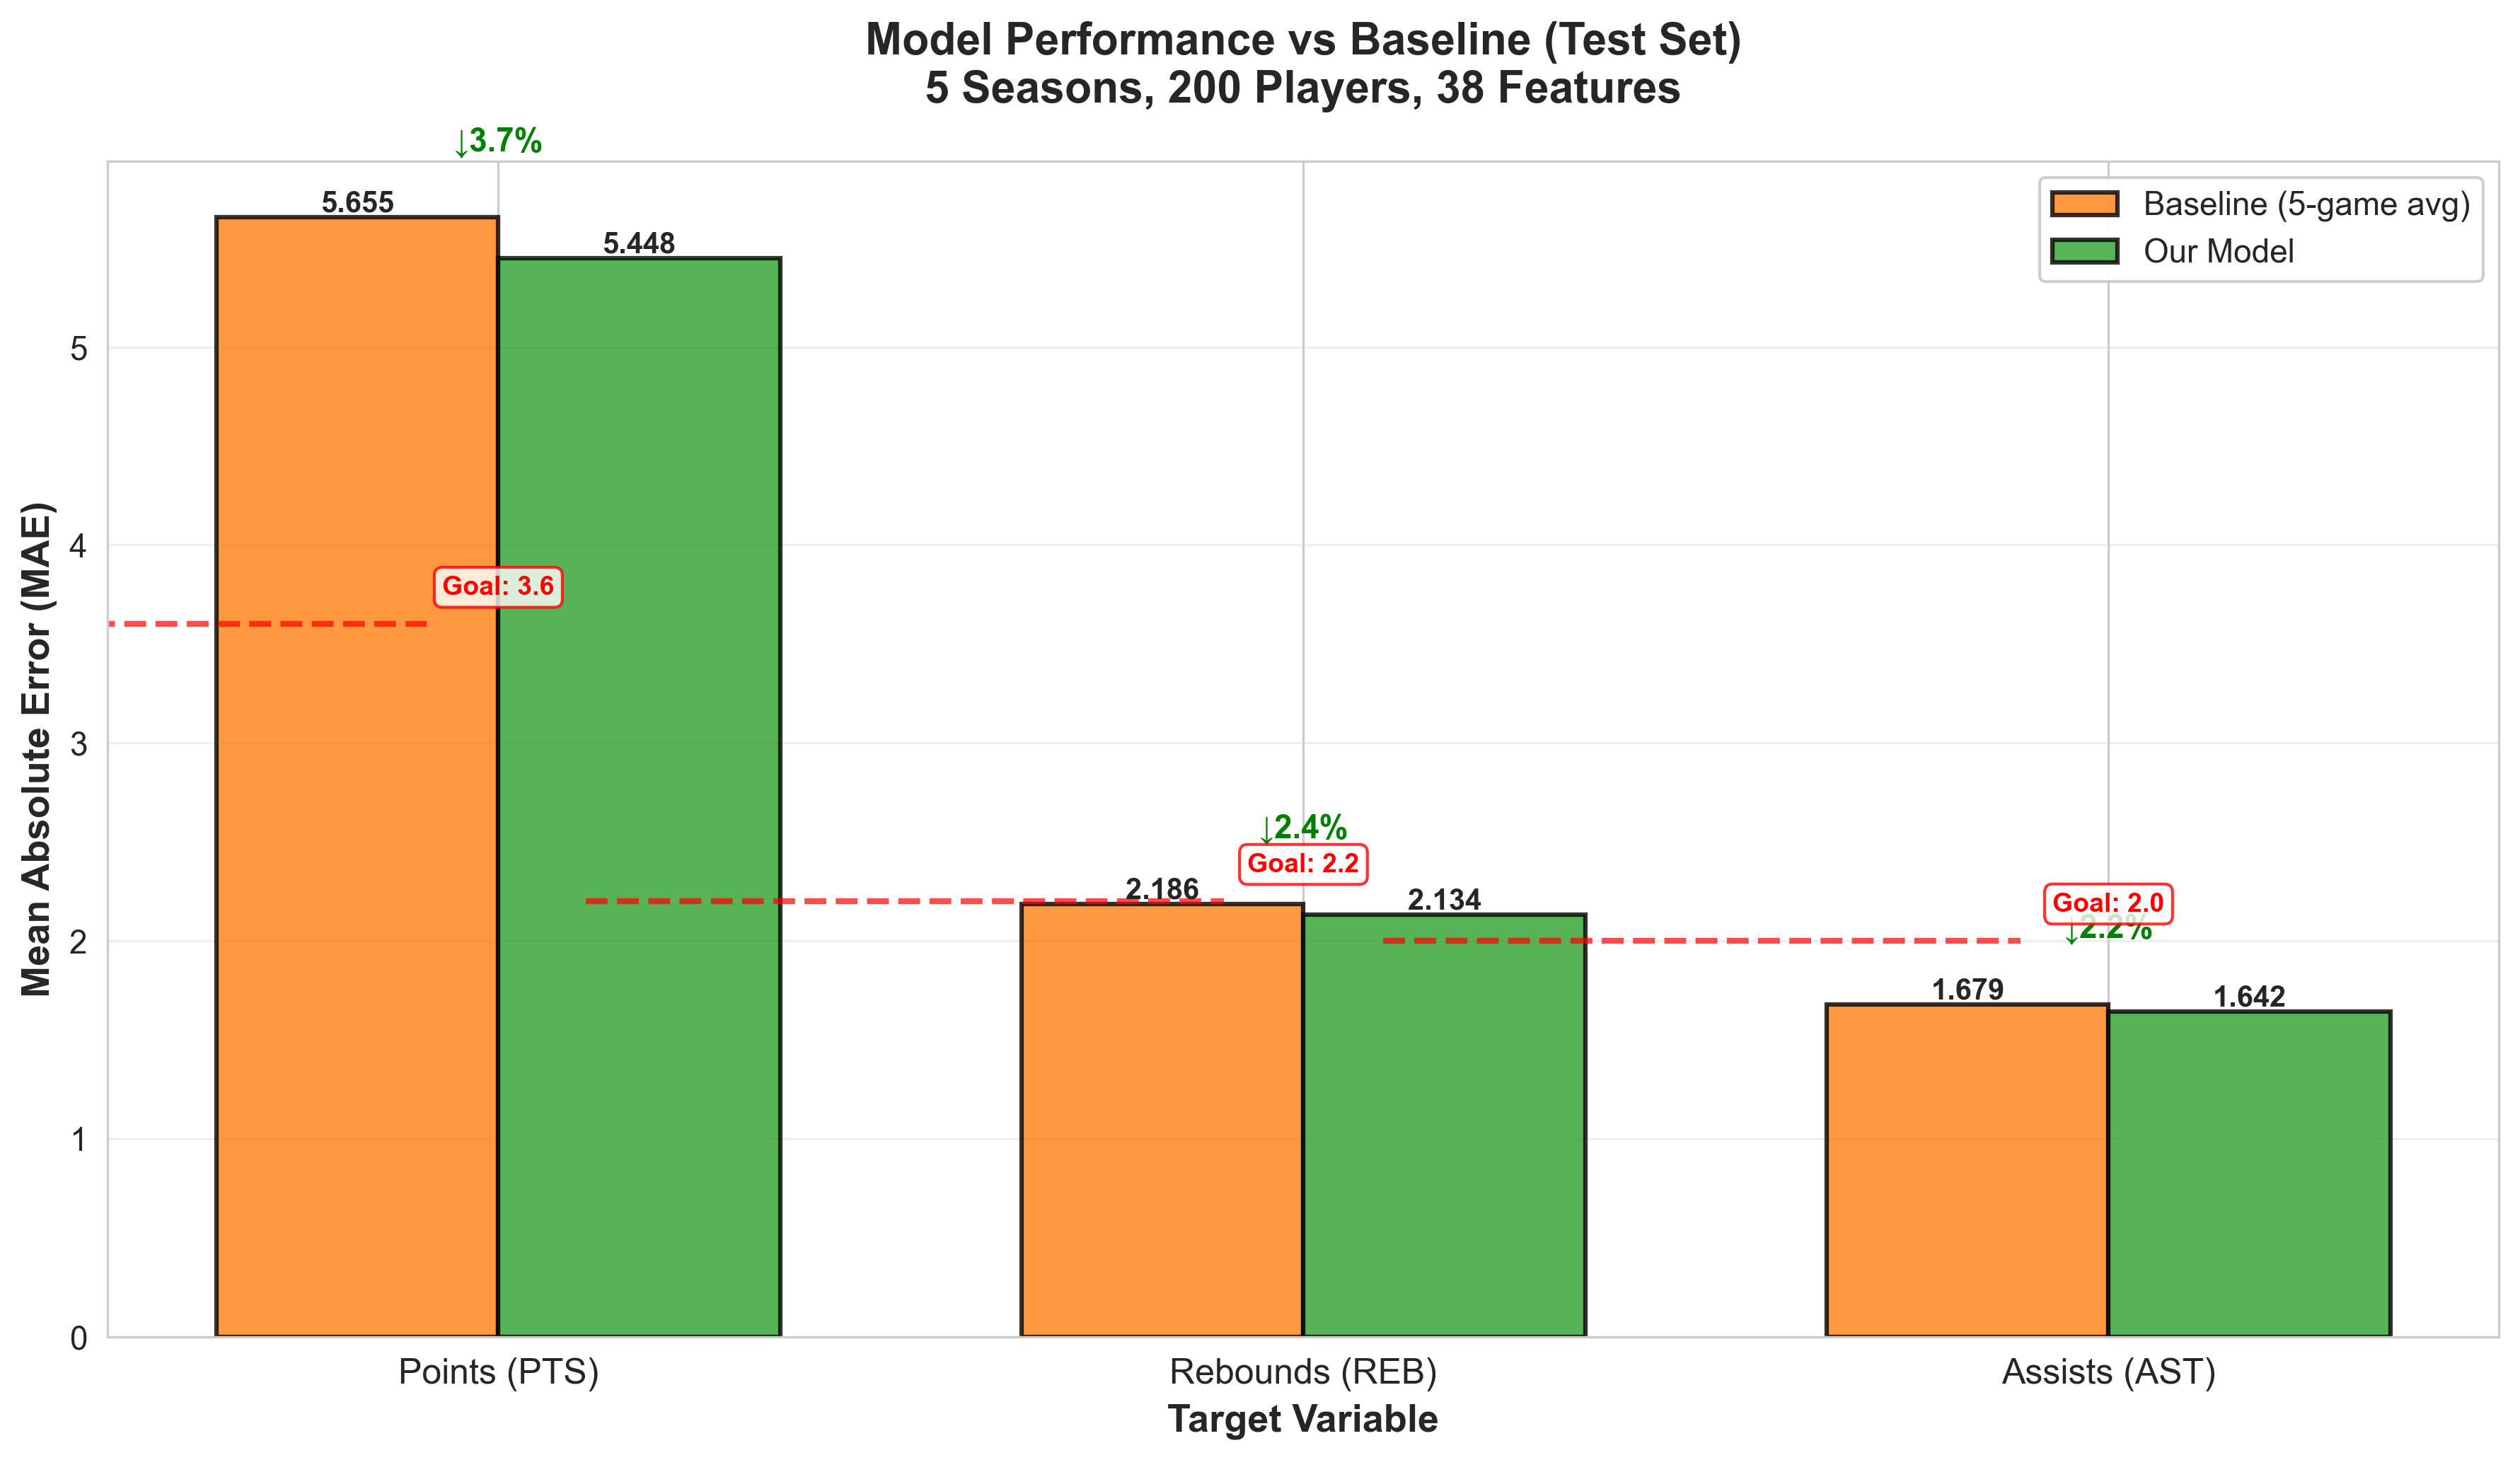 Model Performance vs Baseline (Test Set)
5 Seasons, 200 Players, 38 Features
↓3.7%
5.655
5.448
Baseline (5-game avg)
Our Model
Mean Absolute Error (MAE)
5
4
3
2
1
0
Goal: 3.6
↓2.4%
Goal: 2.2
2.186
2.134
Goal: 2.0
↓2.2%
1.679
1.642
Points (PTS)
Rebounds (REB)
Assists (AST)
Target Variable